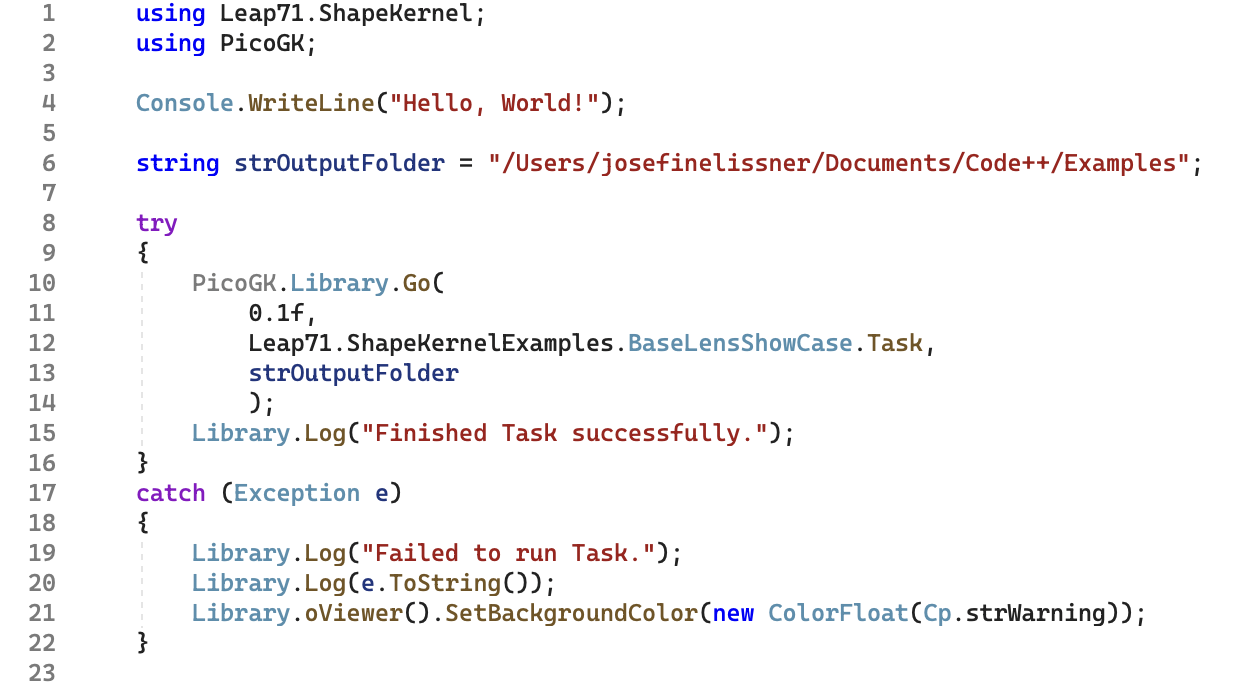 1 using Leap71.ShapeKernel;
2 using PicoGK;
3
4 Console.WriteLine("Hello, World!");
5
6 string strOutputFolder = "/Users/josefinelissner/Documents/Code++/Examples";
7
8 try
9 {
10 PicoGK.Library.Go(
11 0.1f,
12 Leap71.ShapeKernelExamples.BaseLensShowCase.Task,
13 strOutputFolder
14 );
15 Library.Log("Finished Task successfully.");
16 }
17 catch (Exception e)
18 {
19 Library.Log("Failed to run Task.");
20 Library.Log(e.ToString());
21 Library.oViewer().SetBackgroundColor(new ColorFloat(Cp.strWarning));
22 }
23